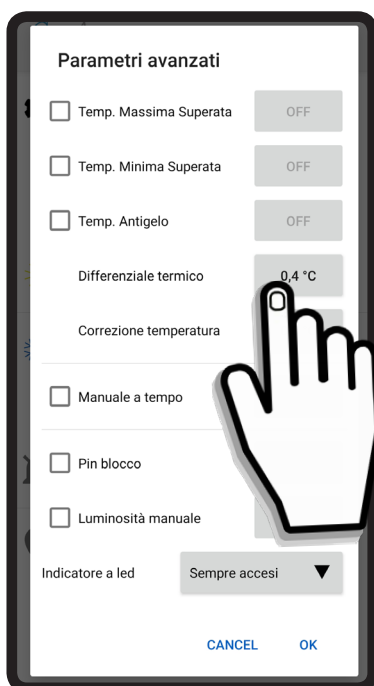 Parametri avanzati
Temp. Massima Superata OFF
Temp. Minima Superata OFF
Temp. Antigelo OFF
Differenziale termico 0,4 °C
Correzione temperatura
Manuale a tempo
Pin blocco
Luminosità manuale
Indicatore a led Sempre accesi
CANCEL OK